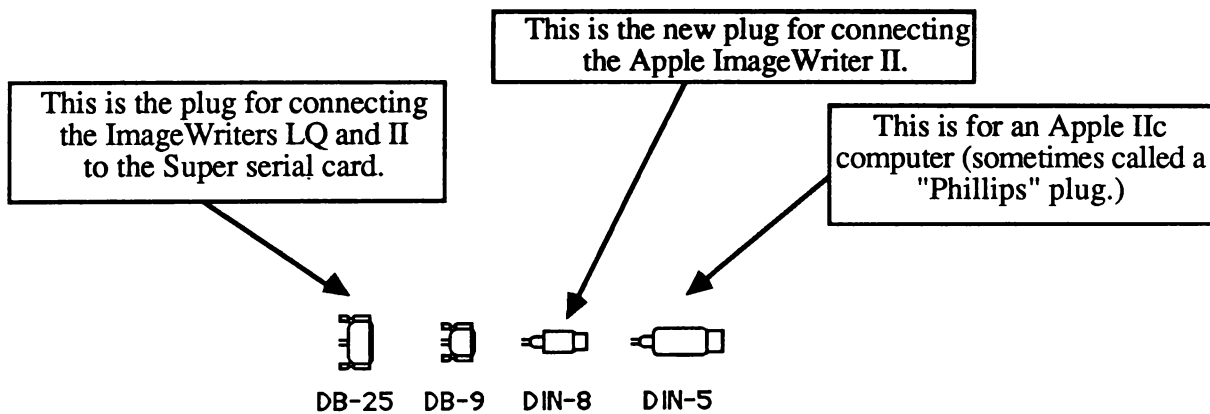 This is the new plug for connecting
the Apple ImageWriter II.
This is the plug for connecting
the ImageWriters LQ and II
to the Super serial card.
This is for an Apple IIc
computer (sometimes called a
"Phillips" plug.)
DB-25 DB-9 DIN-8 DIN-5